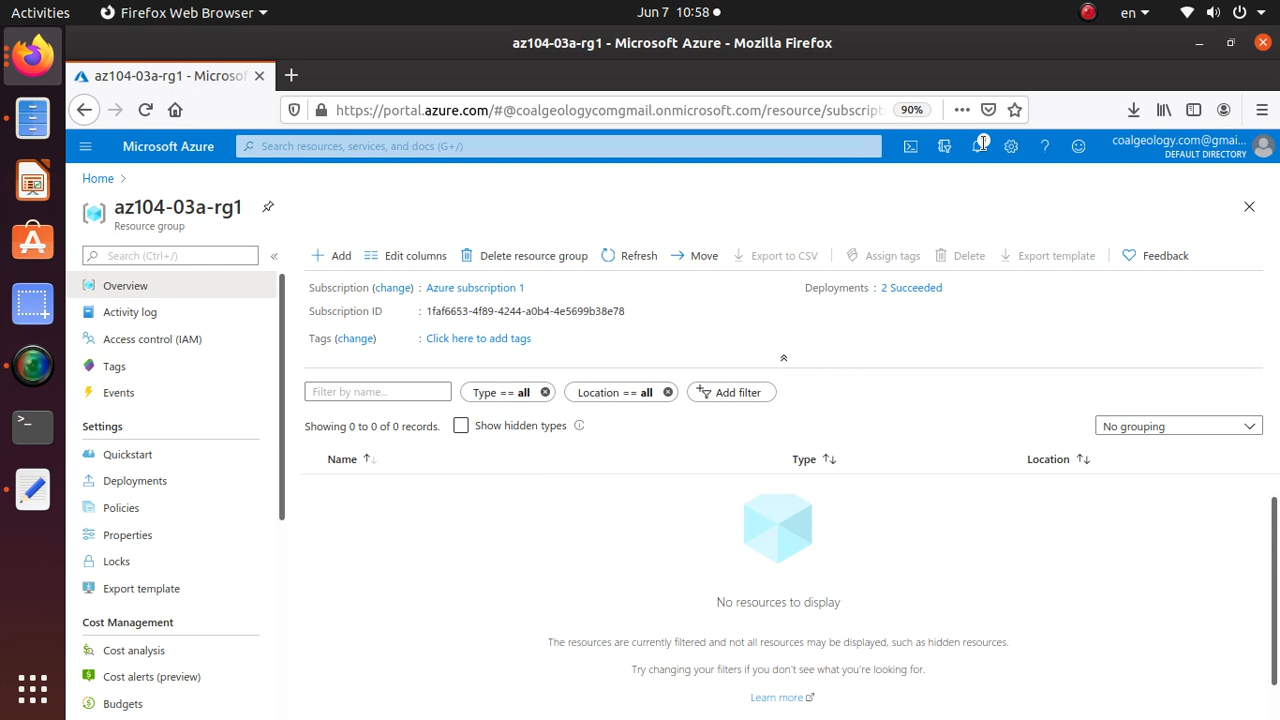 Activities Firefox Web Browser Jun 7 10:58 en
az104-03a-rg1 - Microsoft Azure - Mozilla Firefox
az104-03a-rg1 - Microsof
https://portal.azure.com/#@coalgeologycomgmail.onmicrosoft.com/resource/subscript 90%
Microsoft Azure Search resources, services, and docs (G+/) coalgeology.com@gmai...
DEFAULT DIRECTORY
Home
az104-03a-rg1
Resource group
Search (Ctrl+/) « Add Edit columns Delete resource group Refresh Move Export to CSV Assign tags Delete Export template Feedback
Overview
Activity log
Access control (IAM)
Tags
Events
Settings
Quickstart
Deployments
Policies
Properties
Locks
Export template
Cost Management
Cost analysis
Cost alerts (preview)
Budgets
Subscription (change) : Azure subscription 1 Deployments : 2 Succeeded
Subscription ID : 1faf6653-4f89-4244-a0b4-4e5699b38e78
Tags (change) : Click here to add tags
Filter by name... Type == all Location == all Add filter
Showing 0 to 0 of 0 records. Show hidden types No grouping
Name Type Location
No resources to display
The resources are currently filtered and not all resources may be displayed, such as hidden resources.
Try changing your filters if you don't see what you're looking for.
Learn more